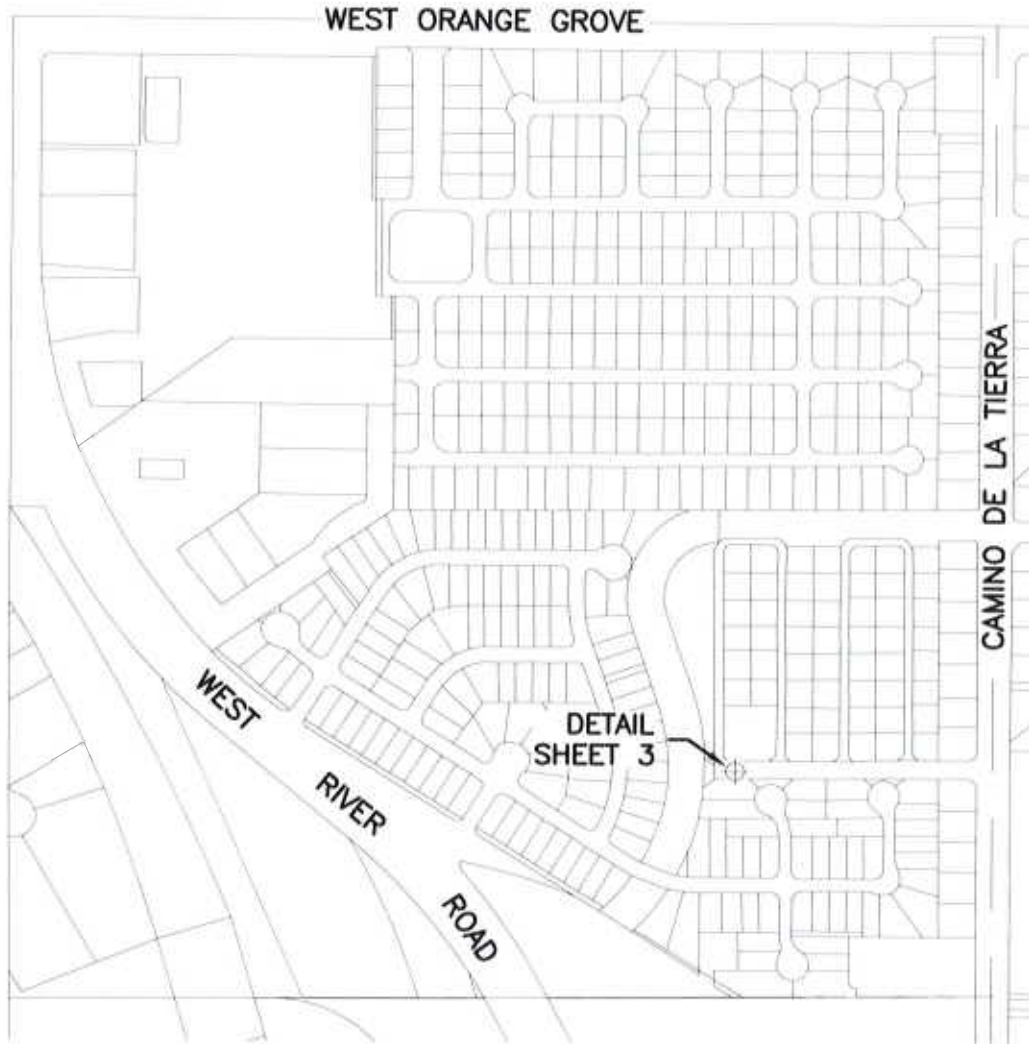 WEST ORANGE GROVE
CAMINO DE LA TIERRA
DETAIL
SHEET 3
WEST
RIVER
ROAD